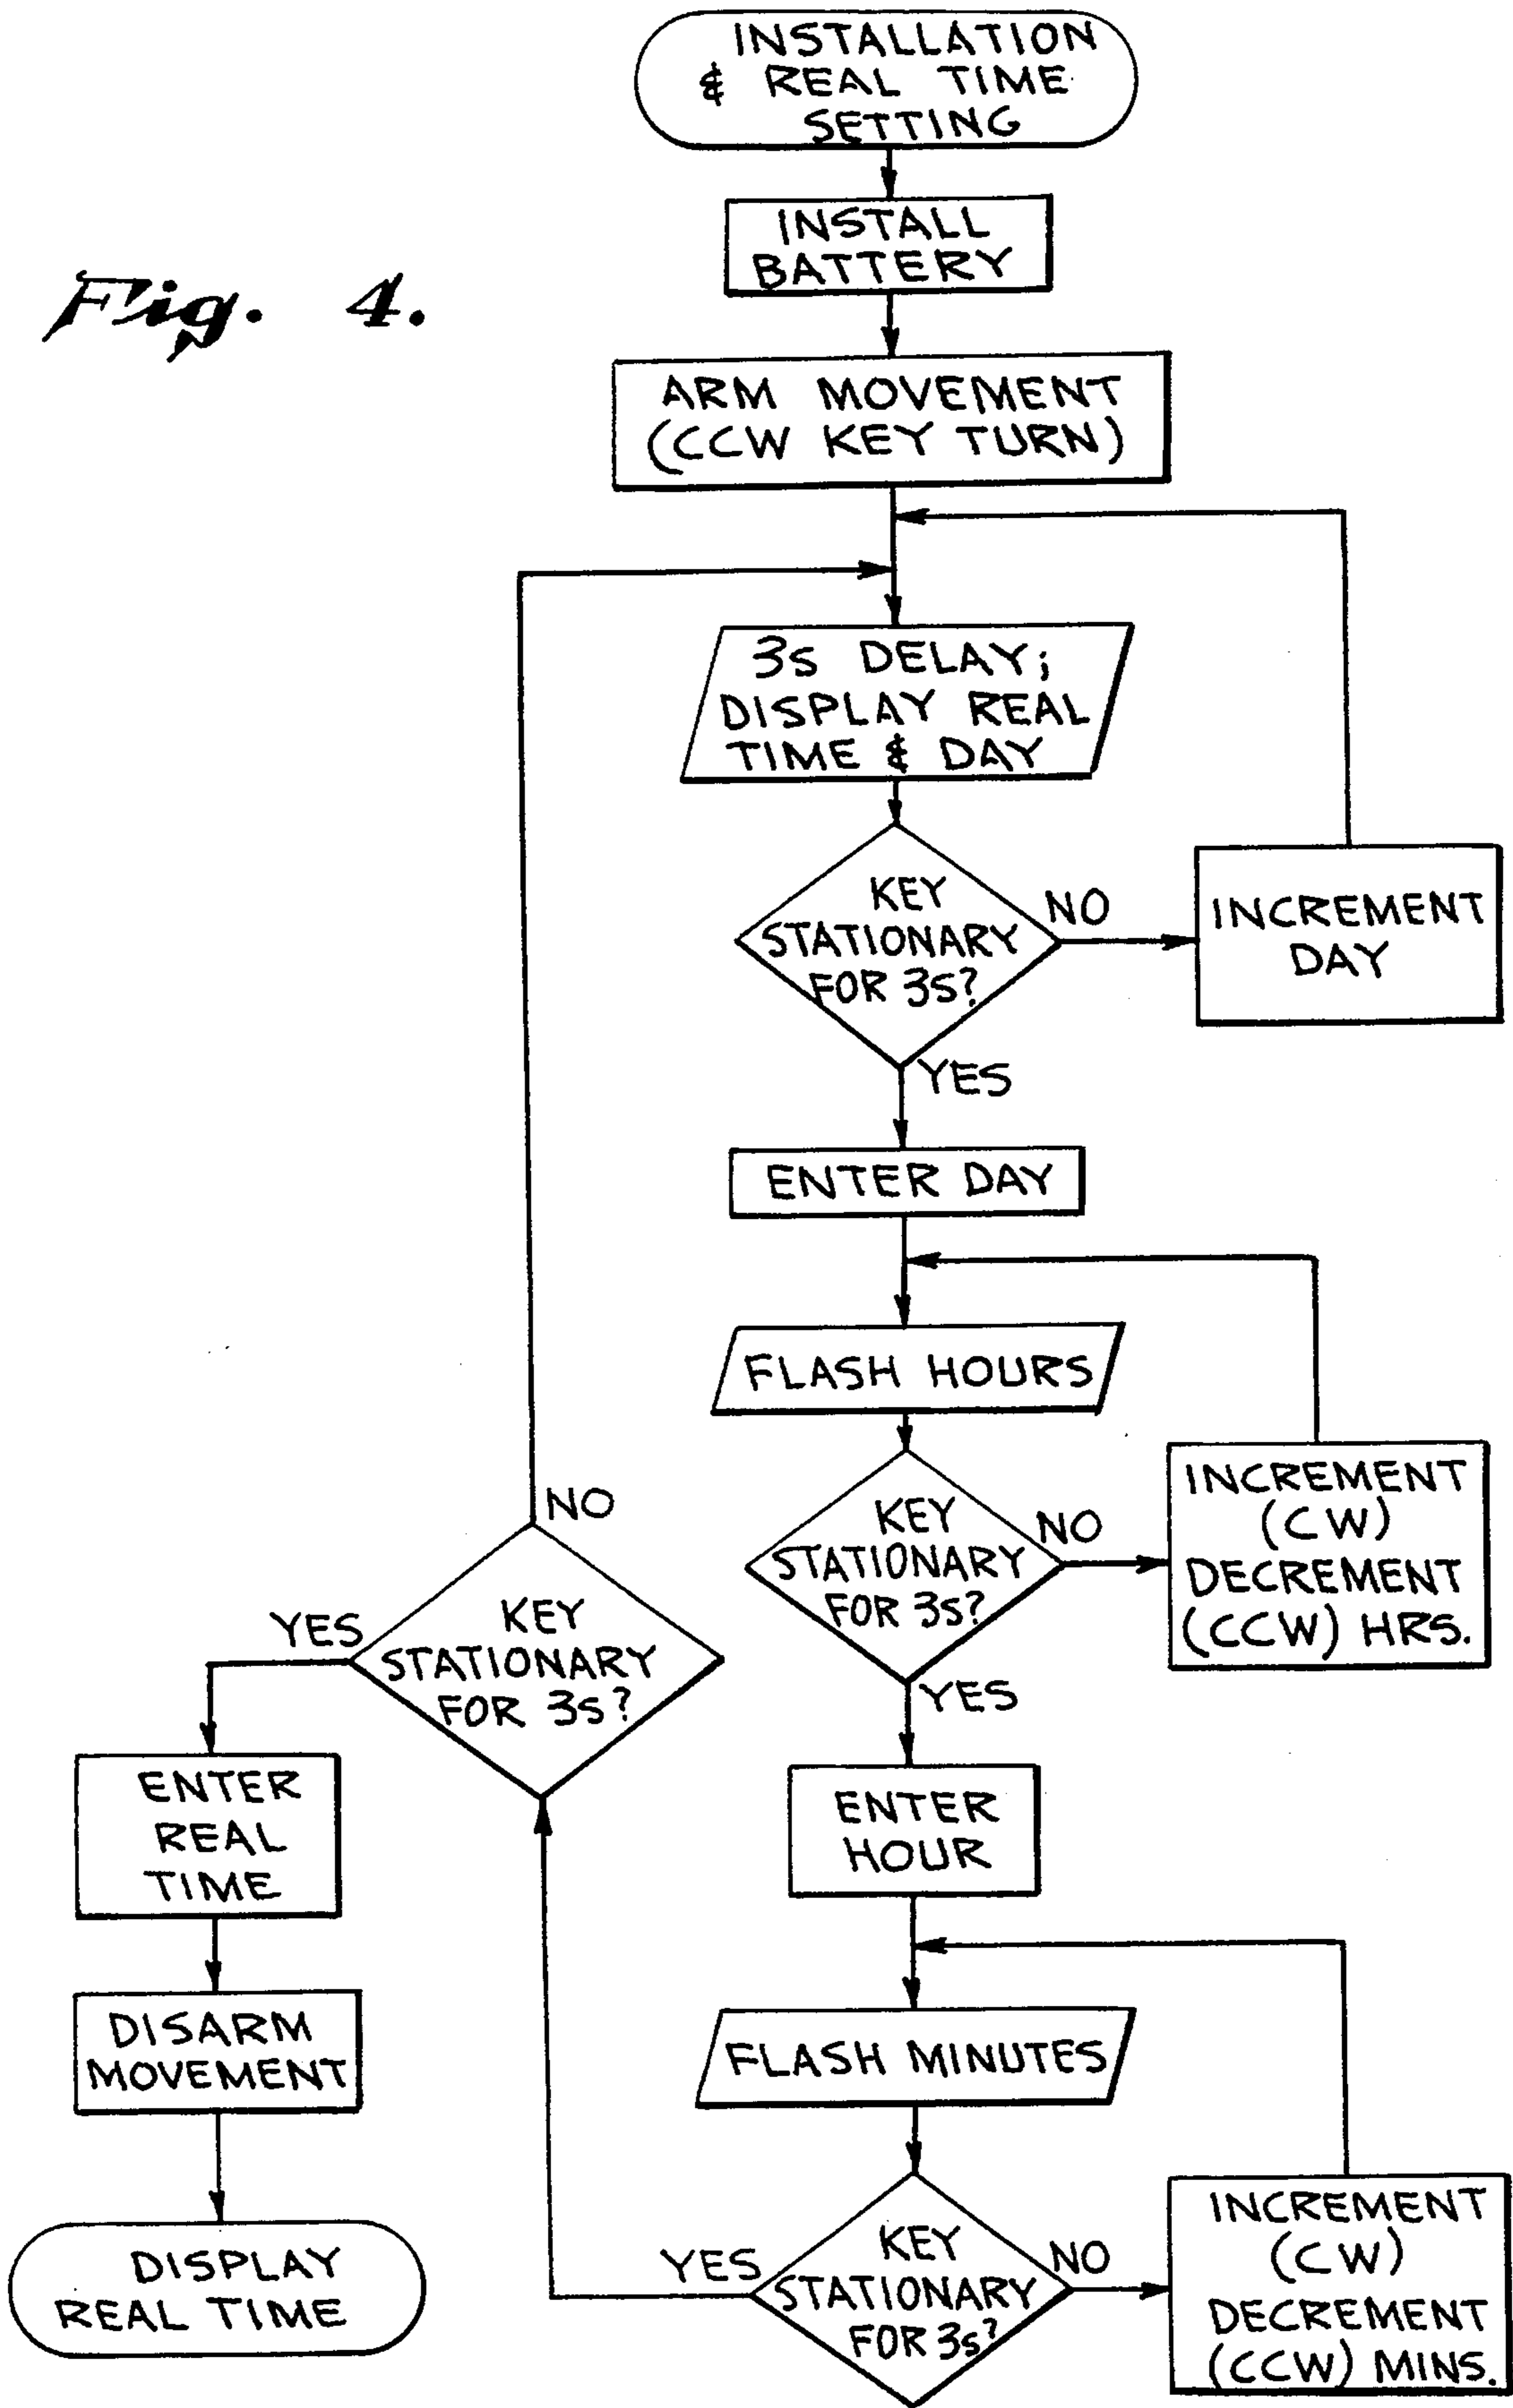 INSTALLATION
& REAL TIME
SETTING
INSTALL
BATTERY
Fig. 4.
ARM MOVEMENT
(CCW KEY TURN)
3s DELAY;
DISPLAY REAL
TIME & DAY
KEY
STATIONARY
FOR 3s?
NO
INCREMENT
DAY
YES
ENTER DAY
FLASH HOURS
KEY
STATIONARY
FOR 3s?
NO
INCREMENT
(CW)
DECREMENT
(CCW) HRS.
YES
ENTER
HOUR
FLASH MINUTES
KEY
STATIONARY
FOR 3s?
NO
INCREMENT
(CW)
DECREMENT
(CCW) MINS.
YES
KEY
STATIONARY
FOR 3s?
NO
YES
ENTER
REAL
TIME
DISARM
MOVEMENT
DISPLAY
REAL TIME